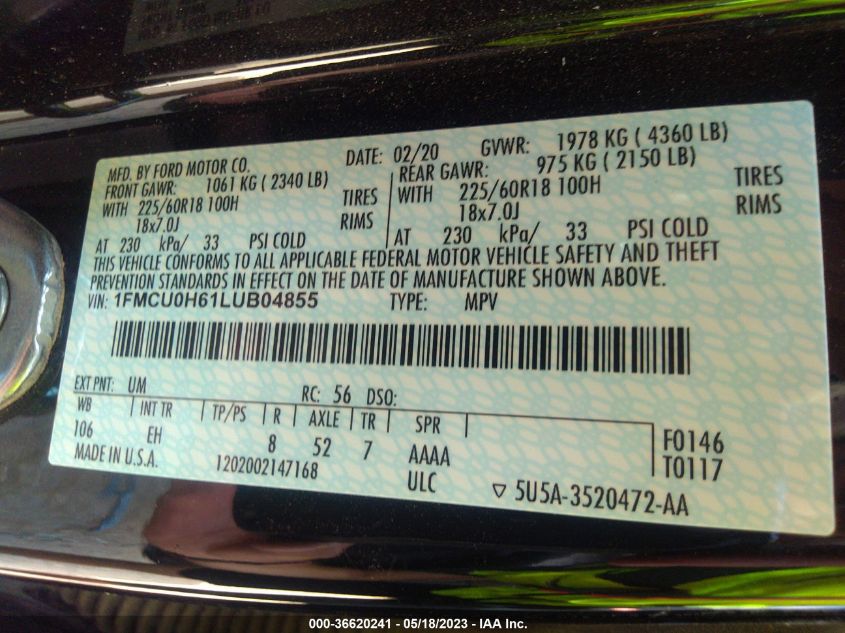 MFD. BY FORD MOTOR CO. DATE: 02/20 GVWR: 1978 KG ( 4360 LB)
FRONT GAWR: 1061 KG ( 2340 LB) REAR GAWR: 975 KG ( 2150 LB)
WITH 225/60R18 100H TIRES WITH 225/60R18 100H TIRES
18x7.0J RIMS 18x7.0J RIMS
AT 230 kPa/ 33 PSI COLD AT 230 kPa/ 33 PSI COLD
THIS VEHICLE CONFORMS TO ALL APPLICABLE FEDERAL MOTOR VEHICLE SAFETY AND THEFT
PREVENTION STANDARDS IN EFFECT ON THE DATE OF MANUFACTURE SHOWN ABOVE.
VIN: 1FMCU0H61LUB04855 TYPE: MPV
EXT PNT: UM RC: 56 DSO:
WB INT TR TP/PS R AXLE TR SPR
106 EH 8 52 7 AAAA F0146
MADE IN U.S.A. 1202002147168 ULC T0117
▽ 5U5A-3520472-AA
000-36620241 - 05/18/2023 - IAA Inc.